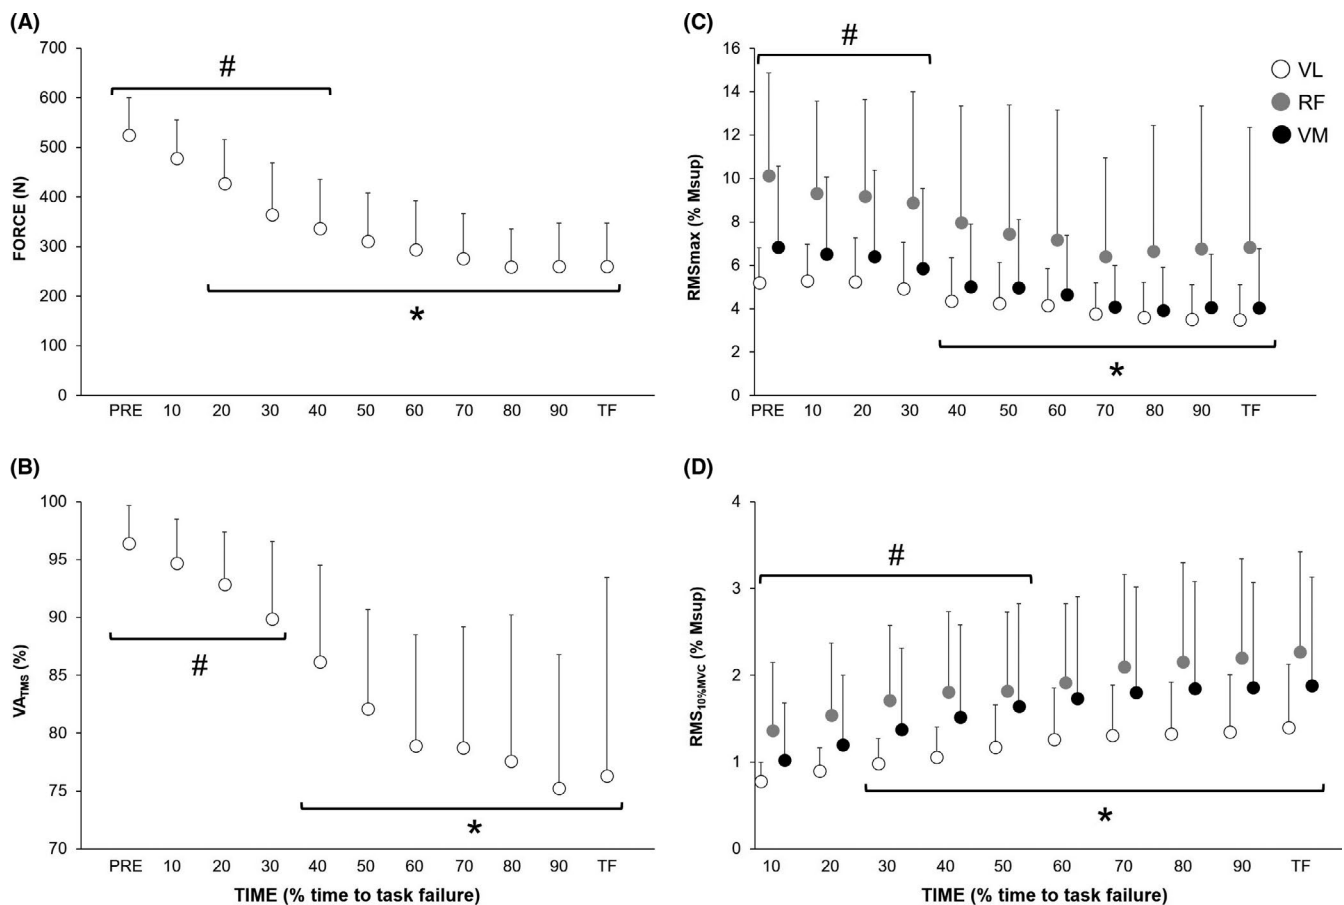 (A)
700
600
500
400
300
200
100
0
FORCE (N)
#
*
PRE 10 20 30 40 50 60 70 80 90 TF
(C)
16
14
12
10
8
6
4
2
0
RMSmax (% Msup)
#
*
VL
RF
VM
PRE 10 20 30 40 50 60 70 80 90 TF
(B)
100
95
90
85
80
75
70
VATMS (%)
#
*
PRE 10 20 30 40 50 60 70 80 90 TF
TIME (% time to task failure)
(D)
4
3
2
1
0
RMS10%MVC (% Msup)
#
*
10 20 30 40 50 60 70 80 90 TF
TIME (% time to task failure)